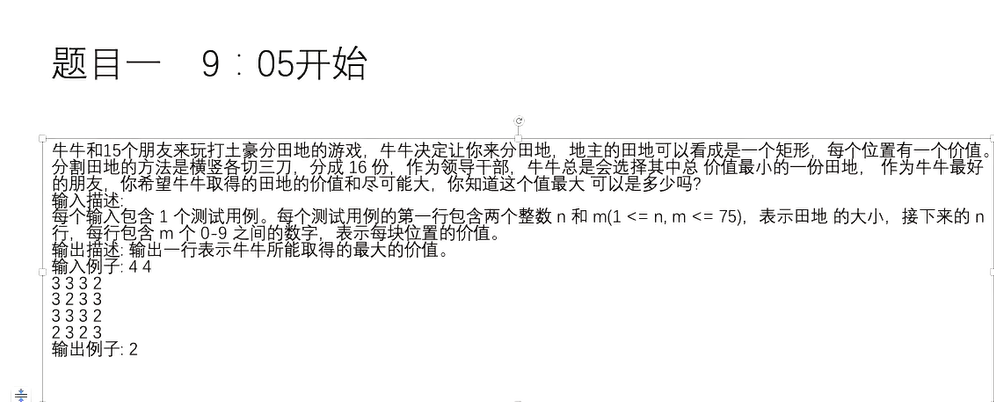 题目一 9：05开始
牛牛和15个朋友来玩打土豪分田地的游戏，牛牛决定让你来分田地，地主的田地可以看成是一个矩形，每个位置有一个价值。
分割田地的方法是横竖各切三刀，分成 16 份，作为领导干部，牛牛总是会选择其中总 价值最小的一份田地， 作为牛牛最好
的朋友，你希望牛牛取得的田地的价值和尽可能大，你知道这个值最大 可以是多少吗?
输入描述:
每个输入包含 1 个测试用例。每个测试用例的第一行包含两个整数 n 和 m(1 <= n, m <= 75)，表示田地 的大小，接下来的 n
行，每行包含 m 个 0-9 之间的数字，表示每块位置的价值。
输出描述: 输出一行表示牛牛所能取得的最大的价值。
输入例子: 4 4
3 3 3 2
3 2 3 3
3 3 3 2
2 3 2 3
输出例子: 2